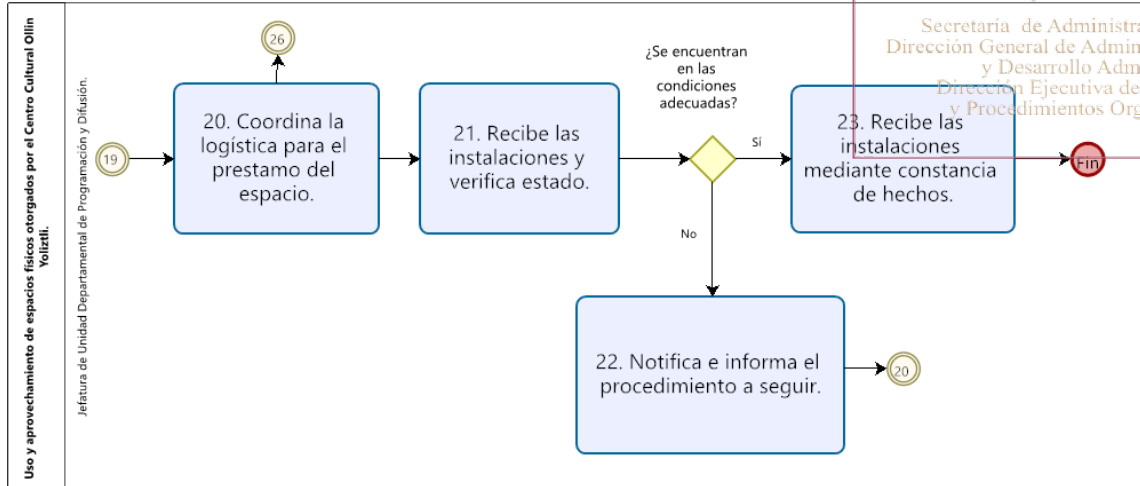 Uso y aprovechamiento de espacios físicos otorgados por el Centro Cultural Ollin
Yoliztli.
Jefatura de Unidad Departamental de Programación y Difusión.
19
26
20. Coordina la
logística para el
prestamo del
espacio.
21. Recibe las
instalaciones y
verifica estado.
¿Se encuentran
en las
condiciones
adecuadas?
Sí
No
23. Recibe las
instalaciones
mediante constancia
de hechos.
Fin
22. Notifica e informa el
procedimiento a seguir.
20
Secretaría de Administra
Dirección General de Admin
y Desarrollo Adm
Dirección Ejecutiva de
y Procedimientos Org